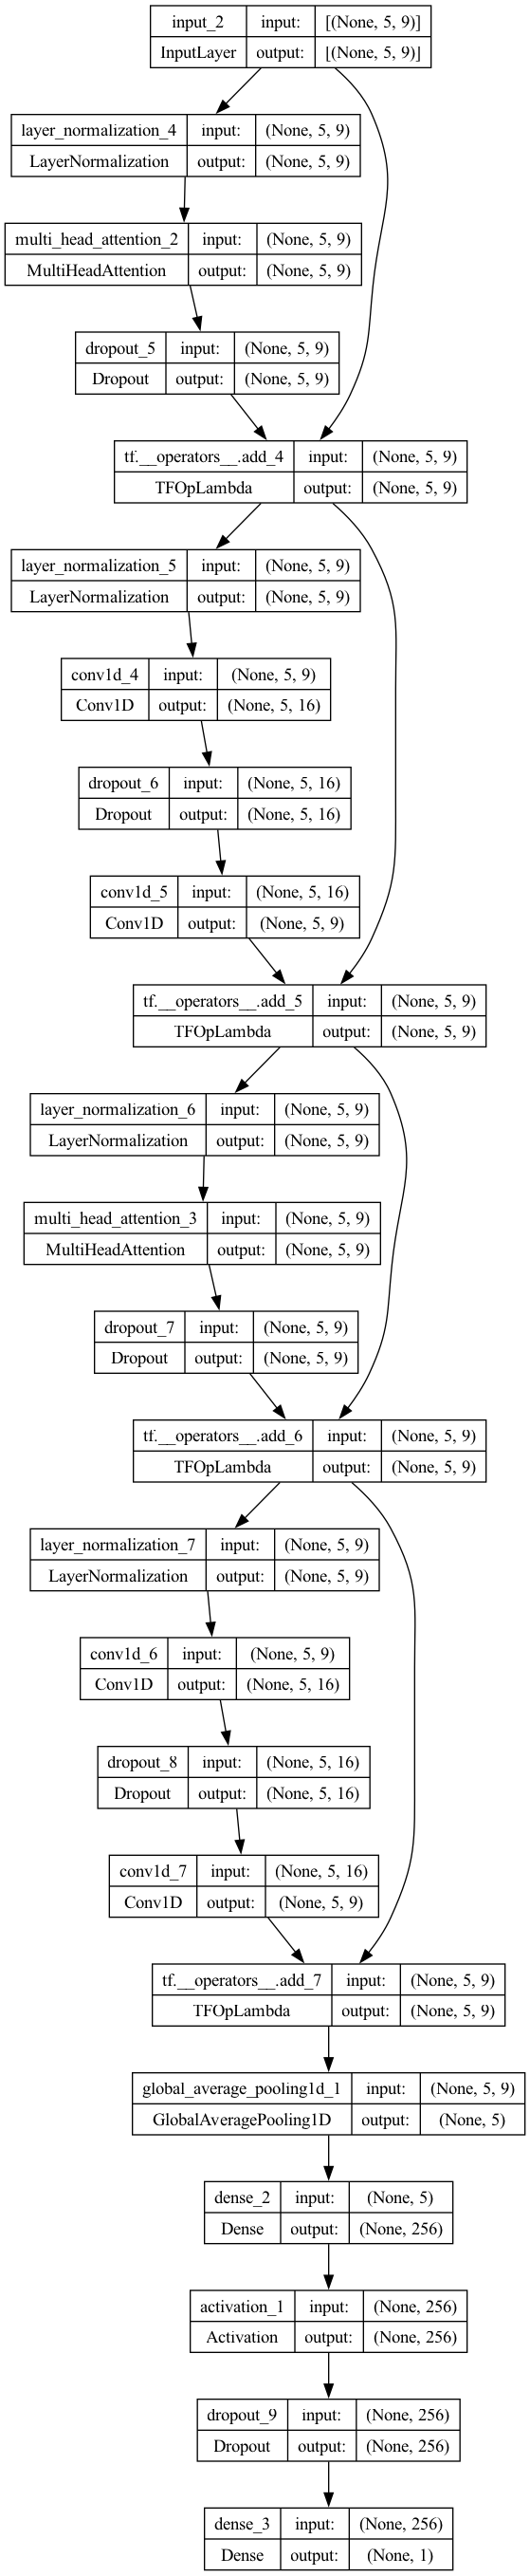 input_2 input: [(None, 5, 9)]
InputLayer output: [(None, 5, 9)]
layer_normalization_4 input: (None, 5, 9)
LayerNormalization output: (None, 5, 9)
multi_head_attention_2 input: (None, 5, 9)
MultiHeadAttention output: (None, 5, 9)
dropout_5 input: (None, 5, 9)
Dropout output: (None, 5, 9)
tf.__operators__.add_4 input: (None, 5, 9)
TFOpLambda output: (None, 5, 9)
layer_normalization_5 input: (None, 5, 9)
LayerNormalization output: (None, 5, 9)
conv1d_4 input: (None, 5, 9)
Conv1D output: (None, 5, 16)
dropout_6 input: (None, 5, 16)
Dropout output: (None, 5, 16)
conv1d_5 input: (None, 5, 16)
Conv1D output: (None, 5, 9)
tf.__operators__.add_5 input: (None, 5, 9)
TFOpLambda output: (None, 5, 9)
layer_normalization_6 input: (None, 5, 9)
LayerNormalization output: (None, 5, 9)
multi_head_attention_3 input: (None, 5, 9)
MultiHeadAttention output: (None, 5, 9)
dropout_7 input: (None, 5, 9)
Dropout output: (None, 5, 9)
tf.__operators__.add_6 input: (None, 5, 9)
TFOpLambda output: (None, 5, 9)
layer_normalization_7 input: (None, 5, 9)
LayerNormalization output: (None, 5, 9)
conv1d_6 input: (None, 5, 9)
Conv1D output: (None, 5, 16)
dropout_8 input: (None, 5, 16)
Dropout output: (None, 5, 16)
conv1d_7 input: (None, 5, 16)
Conv1D output: (None, 5, 9)
tf.__operators__.add_7 input: (None, 5, 9)
TFOpLambda output: (None, 5, 9)
global_average_pooling1d_1 input: (None, 5, 9)
GlobalAveragePooling1D output: (None, 5)
dense_2 input: (None, 5)
Dense output: (None, 256)
activation_1 input: (None, 256)
Activation output: (None, 256)
dropout_9 input: (None, 256)
Dropout output: (None, 256)
dense_3 input: (None, 256)
Dense output: (None, 1)